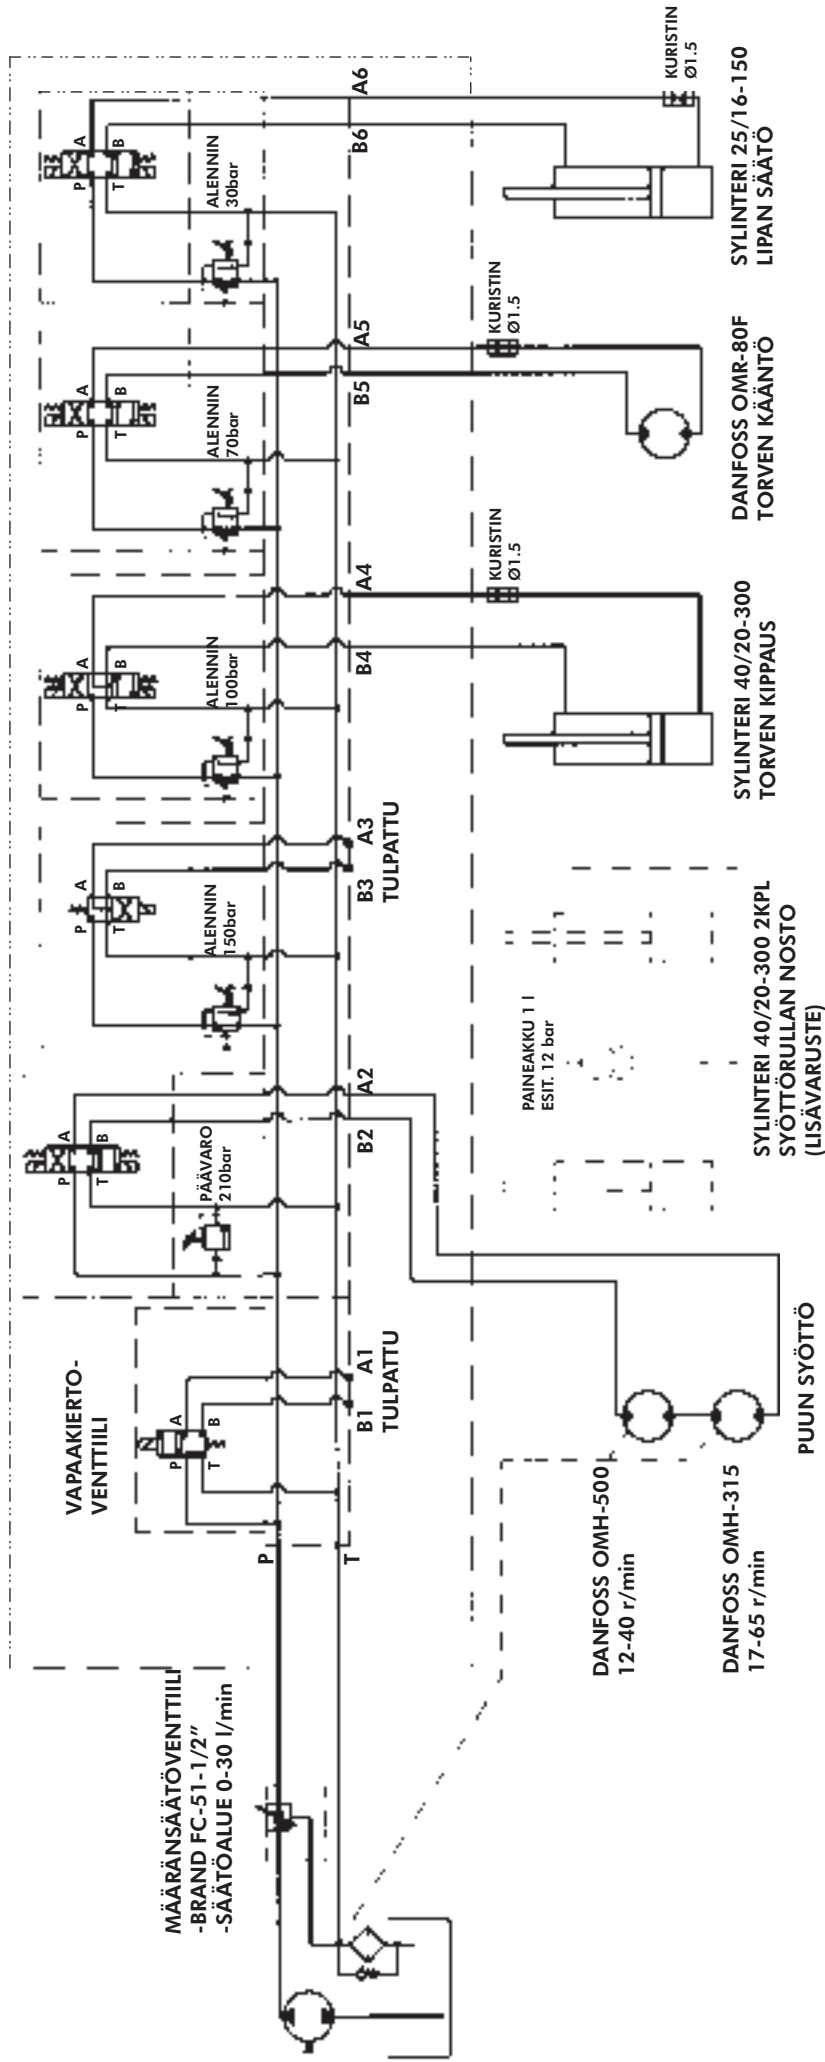 VAPAAKIERTO-
VENTTIILI
P
A
T
B
B1
A1
TULPATTU
P
T
MÄÄRÄNSÄÄTÖVENTTIILI
-BRAND FC-51-1/2”
-SÄÄTÖALUE 0-30 l/min
PÄÄVARO
210bar
P
A
T
B
B2
A2
ALENNIN
150bar
P
A
T
B
B3
A3
TULPATTU
ALENNIN
100bar
P
A
T
B
B4
A4
ALENNIN
70bar
P
A
T
B
B5
A5
ALENNIN
30bar
P
A
T
B
B6
A6
KURISTIN
Ø1.5
KURISTIN
Ø1.5
KURISTIN
Ø1.5
DANFOSS OMH-500
12-40 r/min
DANFOSS OMH-315
17-65 r/min
PUUN SYÖTTÖ
PAINEAKKU 1 l
ESIT. 12 bar
SYLINTERI 40/20-300 2KPL
SYÖTTÖRULLAN NOSTO
(LISÄVARUSTE)
SYLINTERI 40/20-300
TORVEN KIPPAUS
DANFOSS OMR-80F
TORVEN KÄÄNTÖ
SYLINTERI 25/16-150
LIPAN SÄÄTÖ